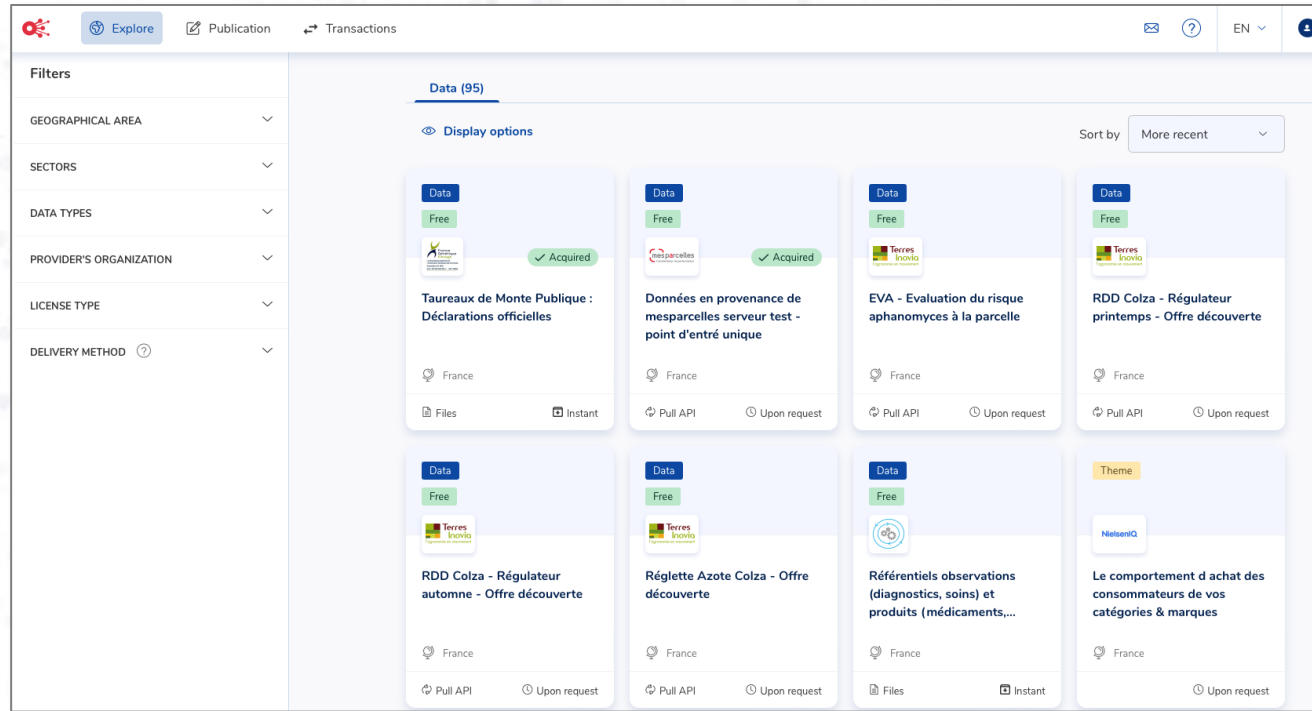 Explore
Publication
Transactions
EN
Filters
GEOGRAPHICAL AREA
SECTORS
DATA TYPES
PROVIDER'S ORGANIZATION
LICENSE TYPE
DELIVERY METHOD ?
Data (95)
Display options
Sort by
More recent
Data
Free
Acquired
Taureaux de Monte Publique :
Déclarations officielles
France
Files
Instant
Data
Free
mesparcelles
Acquired
Données en provenance de
mesparcelles serveur test -
point d'entré unique
France
Pull API
Upon request
Data
Free
Terres
Inovia
EVA - Evaluation du risque
aphanomyces à la parcelle
France
Pull API
Upon request
Data
Free
Terres
Inovia
RDD Colza - Régulateur
printemps - Offre découverte
France
Pull API
Upon request
Data
Free
Terres
Inovia
RDD Colza - Régulateur
automne - Offre découverte
France
Pull API
Upon request
Data
Free
Terres
Inovia
Réglette Azote Colza - Offre
découverte
France
Pull API
Upon request
Data
Free
Référentiels observations
(diagnostics, soins) et
produits (médicaments,...
France
Files
Instant
Theme
NielsenIQ
Le comportement d achat des
consommateurs de vos
catégories & marques
France
Upon request